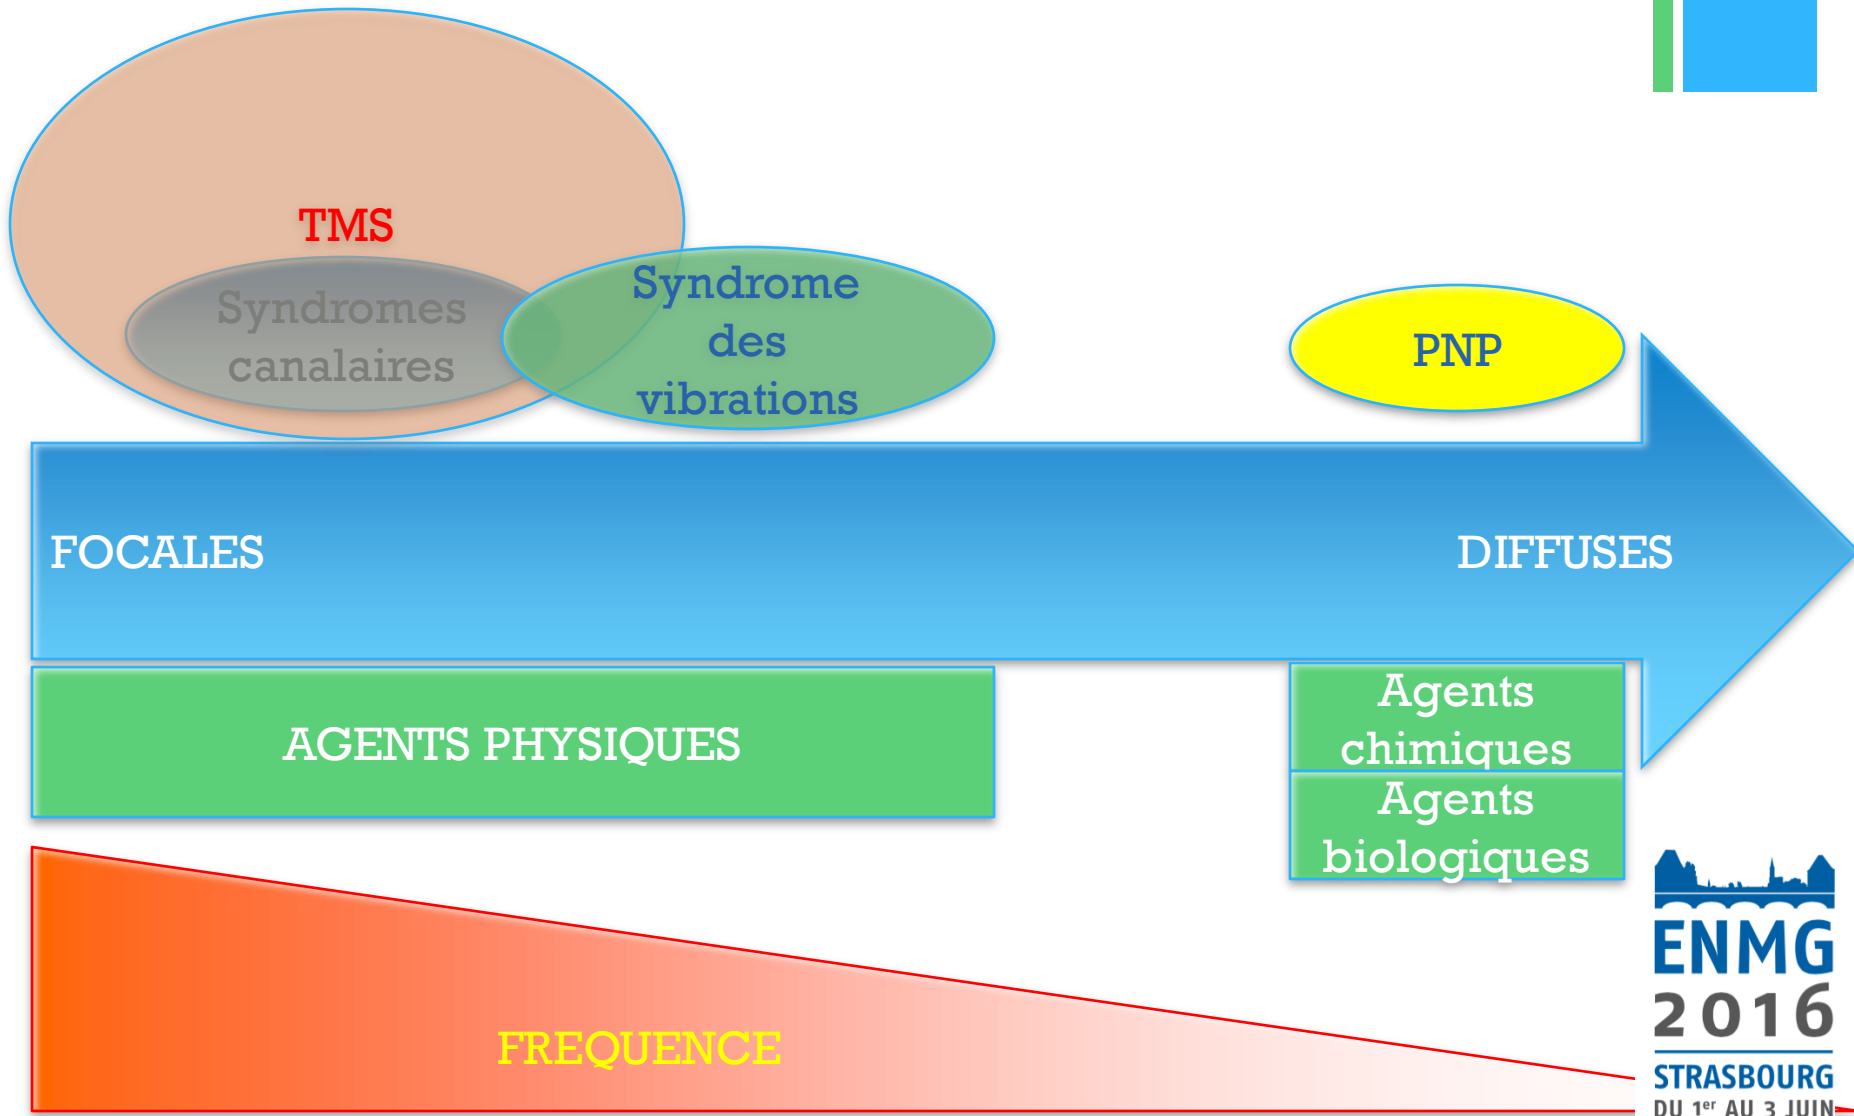 TMS
Syndromes
canalaires
Syndrome
des
vibrations
PNP
FOCALES
DIFFUSES
AGENTS PHYSIQUES
Agents
chimiques
Agents
biologiques
FREQUENCE
ENMG
2016
STRASBOURG
DU 1er AU 3 JUIN